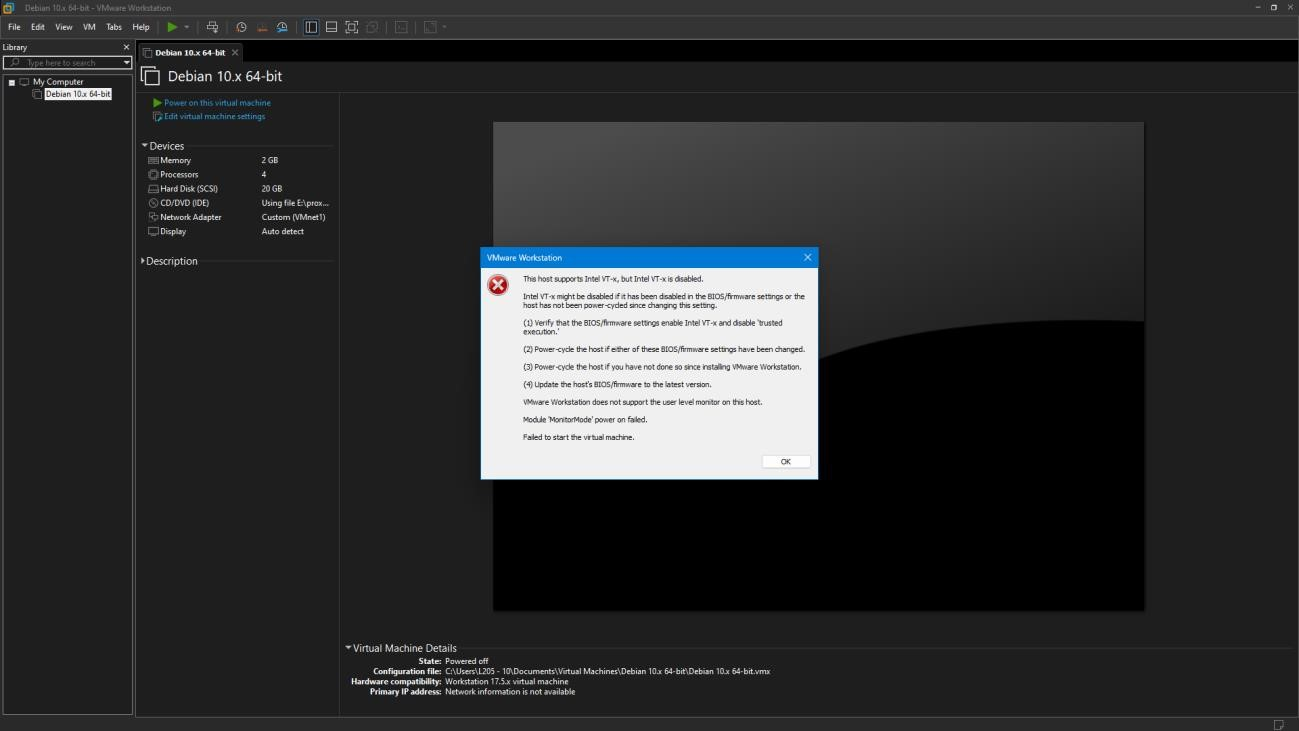 Debian 10.x 64-bit - VMware Workstation
File Edit View VM Tabs Help
Library
Type here to search
My Computer
Debian 10.x 64-bit
Debian 10.x 64-bit
Debian 10.x 64-bit
Power on this virtual machine
Edit virtual machine settings
Devices
Memory 2 GB
Processors 4
Hard Disk (SCSI) 20 GB
CD/DVD (IDE) Using file E:\prox...
Network Adapter Custom (VMnet1)
Display Auto detect
Description
VMware Workstation
This host supports Intel VT-x, but Intel VT-x is disabled.
Intel VT-x might be disabled if it has been disabled in the BIOS/firmware settings or the
host has not been power-cycled since changing this setting.
(1) Verify that the BIOS/firmware settings enable Intel VT-x and disable 'trusted
execution.'
(2) Power-cycle the host if either of these BIOS/firmware settings have been changed.
(3) Power-cycle the host if you have not done so since installing VMware Workstation.
(4) Update the host's BIOS/firmware to the latest version.
VMware Workstation does not support the user level monitor on this host.
Module 'MonitorMode' power on failed.
Failed to start the virtual machine.
OK
Virtual Machine Details
State: Powered off
Configuration file: C:\Users\L205 - 10\Documents\Virtual Machines\Debian 10.x 64-bit\Debian 10.x 64-bit.vmx
Hardware compatibility: Workstation 17.5.x virtual machine
Primary IP address: Network information is not available